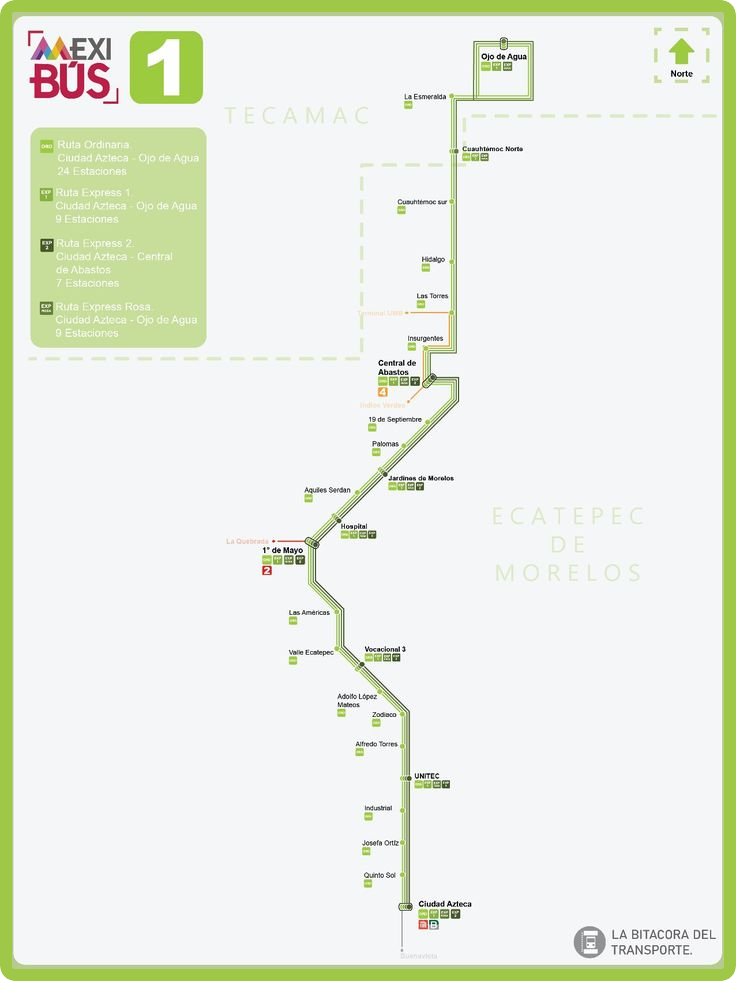 MEXI
BÚS
1
Ruta Ordinaria.
Ciudad Azteca - Ojo de Agua
24 Estaciones
Ruta Express 1.
Ciudad Azteca - Ojo de Agua
9 Estaciones
Ruta Express 2.
Ciudad Azteca - Central
de Abastos
7 Estaciones
Ruta Express Rosa.
Ciudad Azteca - Ojo de Agua
9 Estaciones
ORD
EXP
1
EXP
2
EXP
ROSA
Norte
TECAMAC
Ojo de Agua
La Esmeralda
Cuauhtémoc Norte
Cuauhtémoc sur
Hidalgo
Las Torres
Terminal UMB
Insurgentes
Central de
Abastos
4
Indios Verdes
19 de Septiembre
Palomas
Jardines de Morelos
Aquiles Serdan
Hospital
La Quebrada
1° de Mayo
2
ECATEPEC
DE
MORELOS
Las Américas
Valle Ecatepec
Vocacional 3
Adolfo López
Mateos
Zodiaco
Alfredo Torres
UNITEC
Industrial
Josefa Ortíz
Quinto Sol
Ciudad Azteca
B
Buenavista
LA BITACORA DEL
TRANSPORTE.